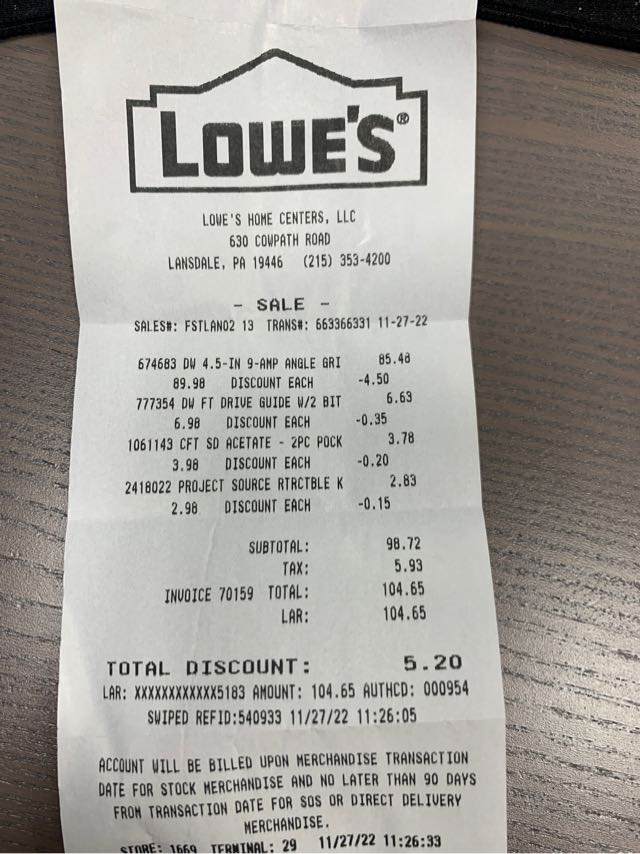 LOWE'S®
LOWE'S HOME CENTERS, LLC
630 COWPATH ROAD
LANSDALE, PA 19446 (215) 353-4200
- SALE -
SALES#: FSTLAN02 13 TRANS#: 663366331 11-27-22
674683 DW 4.5-IN 9-AMP ANGLE GRI 85.48
89.98 DISCOUNT EACH -4.50
777354 DW FT DRIVE GUIDE W/2 BIT 6.63
6.98 DISCOUNT EACH -0.35
1061143 CFT SD ACETATE - 2PC POCK 3.78
3.98 DISCOUNT EACH -0.20
2418022 PROJECT SOURCE RTRCTBLE K 2.83
2.98 DISCOUNT EACH -0.15
SUBTOTAL: 98.72
TAX: 5.93
INVOICE 70159 TOTAL: 104.65
LAR: 104.65
TOTAL DISCOUNT: 5.20
LAR: XXXXXXXXXXXX5183 AMOUNT: 104.65 AUTHCD: 000954
SWIPED REFID:540933 11/27/22 11:26:05
ACCOUNT WILL BE BILLED UPON MERCHANDISE TRANSACTION
DATE FOR STOCK MERCHANDISE AND NO LATER THAN 90 DAYS
FROM TRANSACTION DATE FOR SOS OR DIRECT DELIVERY
MERCHANDISE.
STORE: 1669 TERMINAL: 29 11/27/22 11:26:33